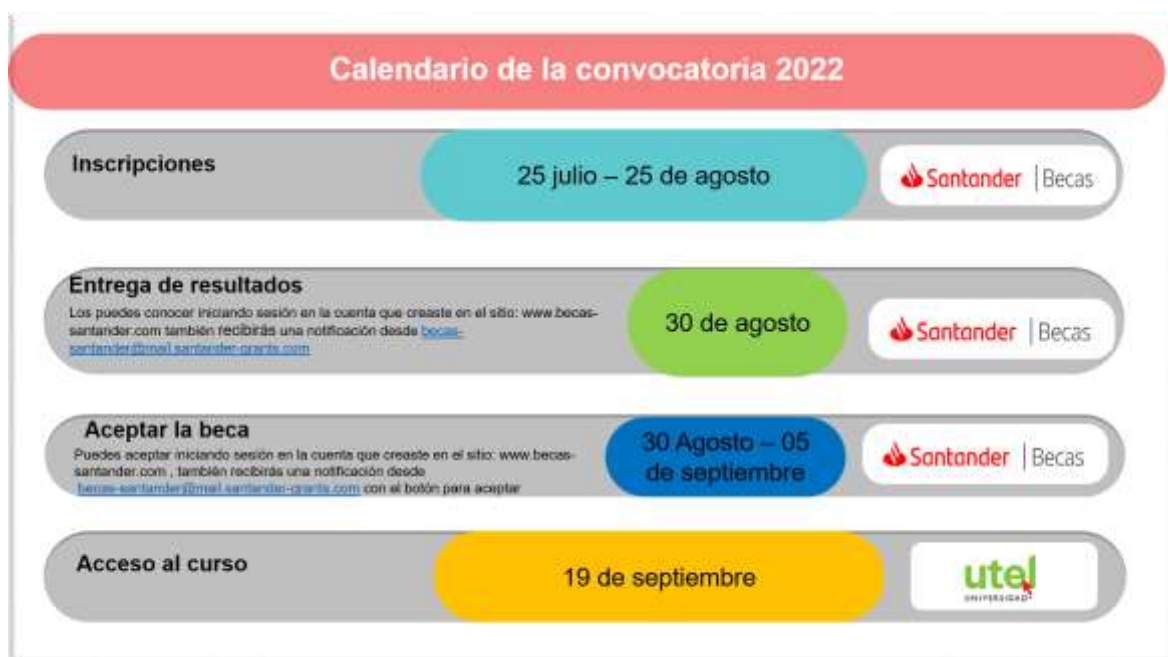 Calendario de la convocatoria 2022
Inscripciones
25 julio – 25 de agosto
Santander | Becas
Entrega de resultados
Los puedes conocer iniciando sesión en la cuenta que creaste en el sitio: www.becas-
santander.com también recibirás una notificación desde becas-
santander@mail.santander-grants.com
30 de agosto
Santander | Becas
Aceptar la beca
Puedes aceptar iniciando sesión en la cuenta que creaste en el sitio: www.becas-
santander.com , también recibirás una notificación desde
becas-santander@mail.santander-grants.com con el botón para aceptar
30 Agosto – 05
de septiembre
Santander | Becas
Acceso al curso
19 de septiembre
utel
UNIVERSIDAD